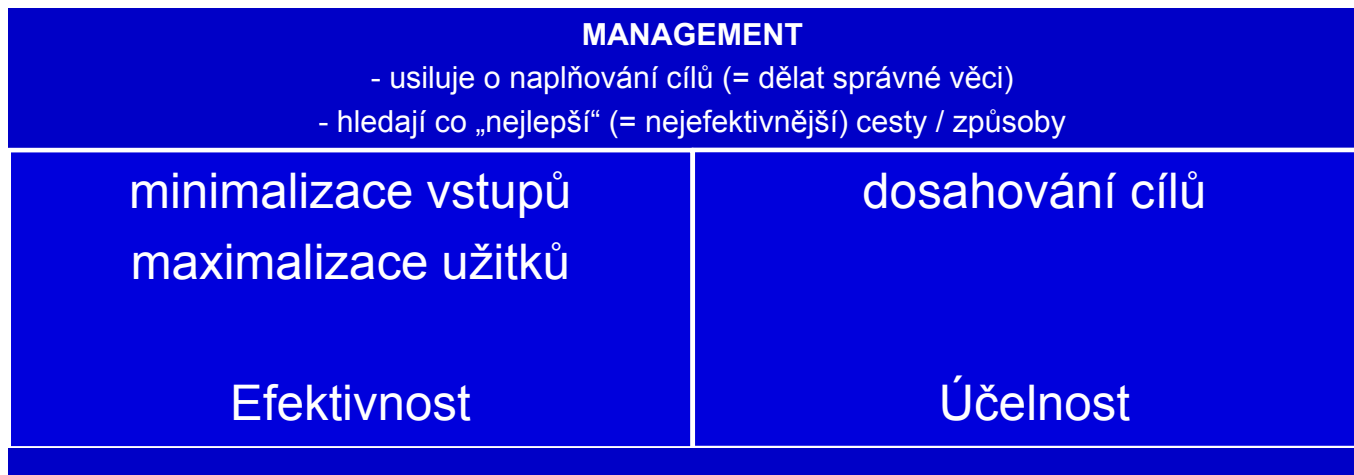 MANAGEMENT
- usiluje o naplňování cílů (= dělat správné věci)
- hledají co „nejlepší“ (= nejefektivnější) cesty / způsoby
minimalizace vstupů
maximalizace užitků
Efektivnost
dosahování cílů
Účelnost